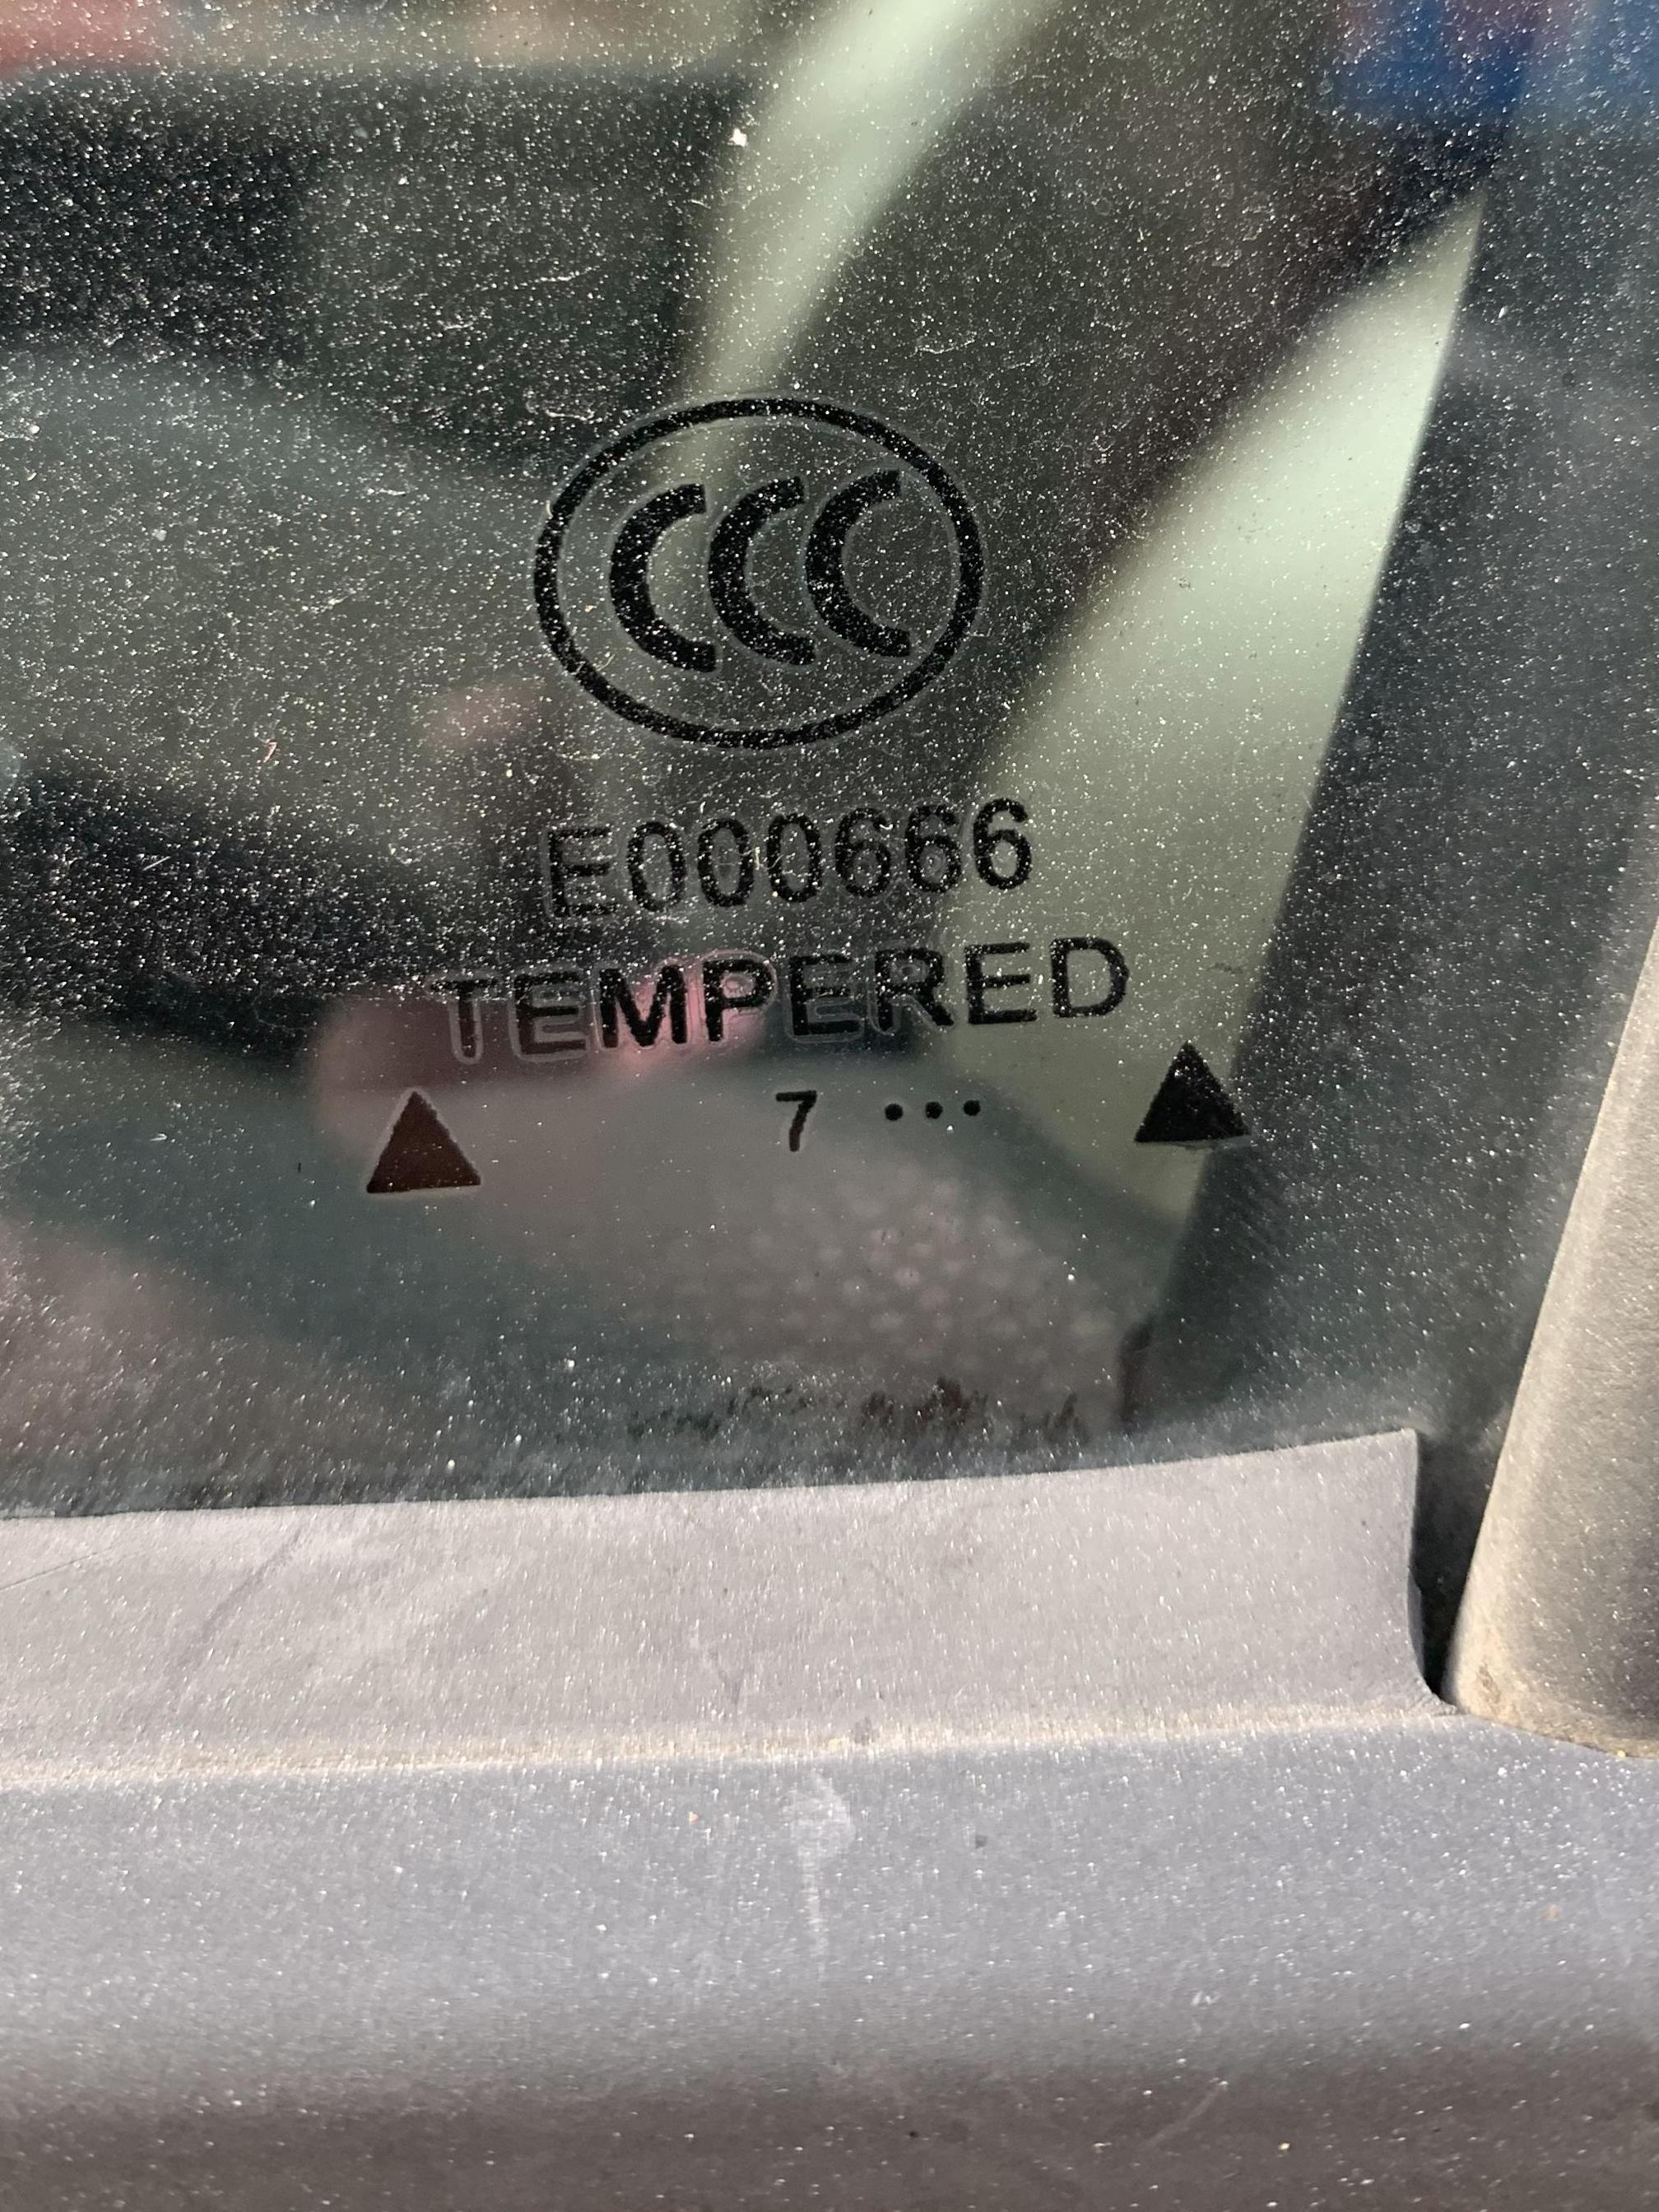 CCC
E000666
TEMPERED
▲ 7 ••• ▲